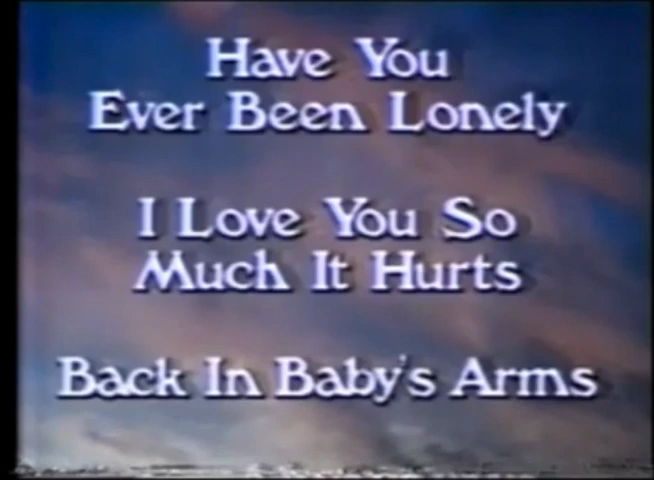 Have You
Ever Been Lonely
I Love You So
Much It Hurts
Back In Baby's Arms